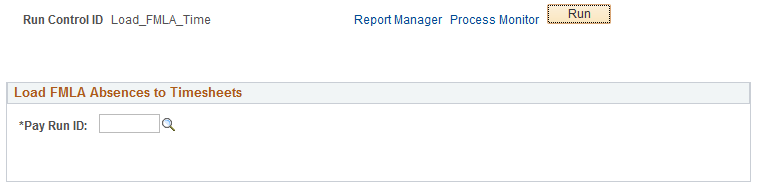 Run Control ID Load_FMLA_Time Report Manager Process Monitor Run
Load FMLA Absences to Timesheets
*Pay Run ID: